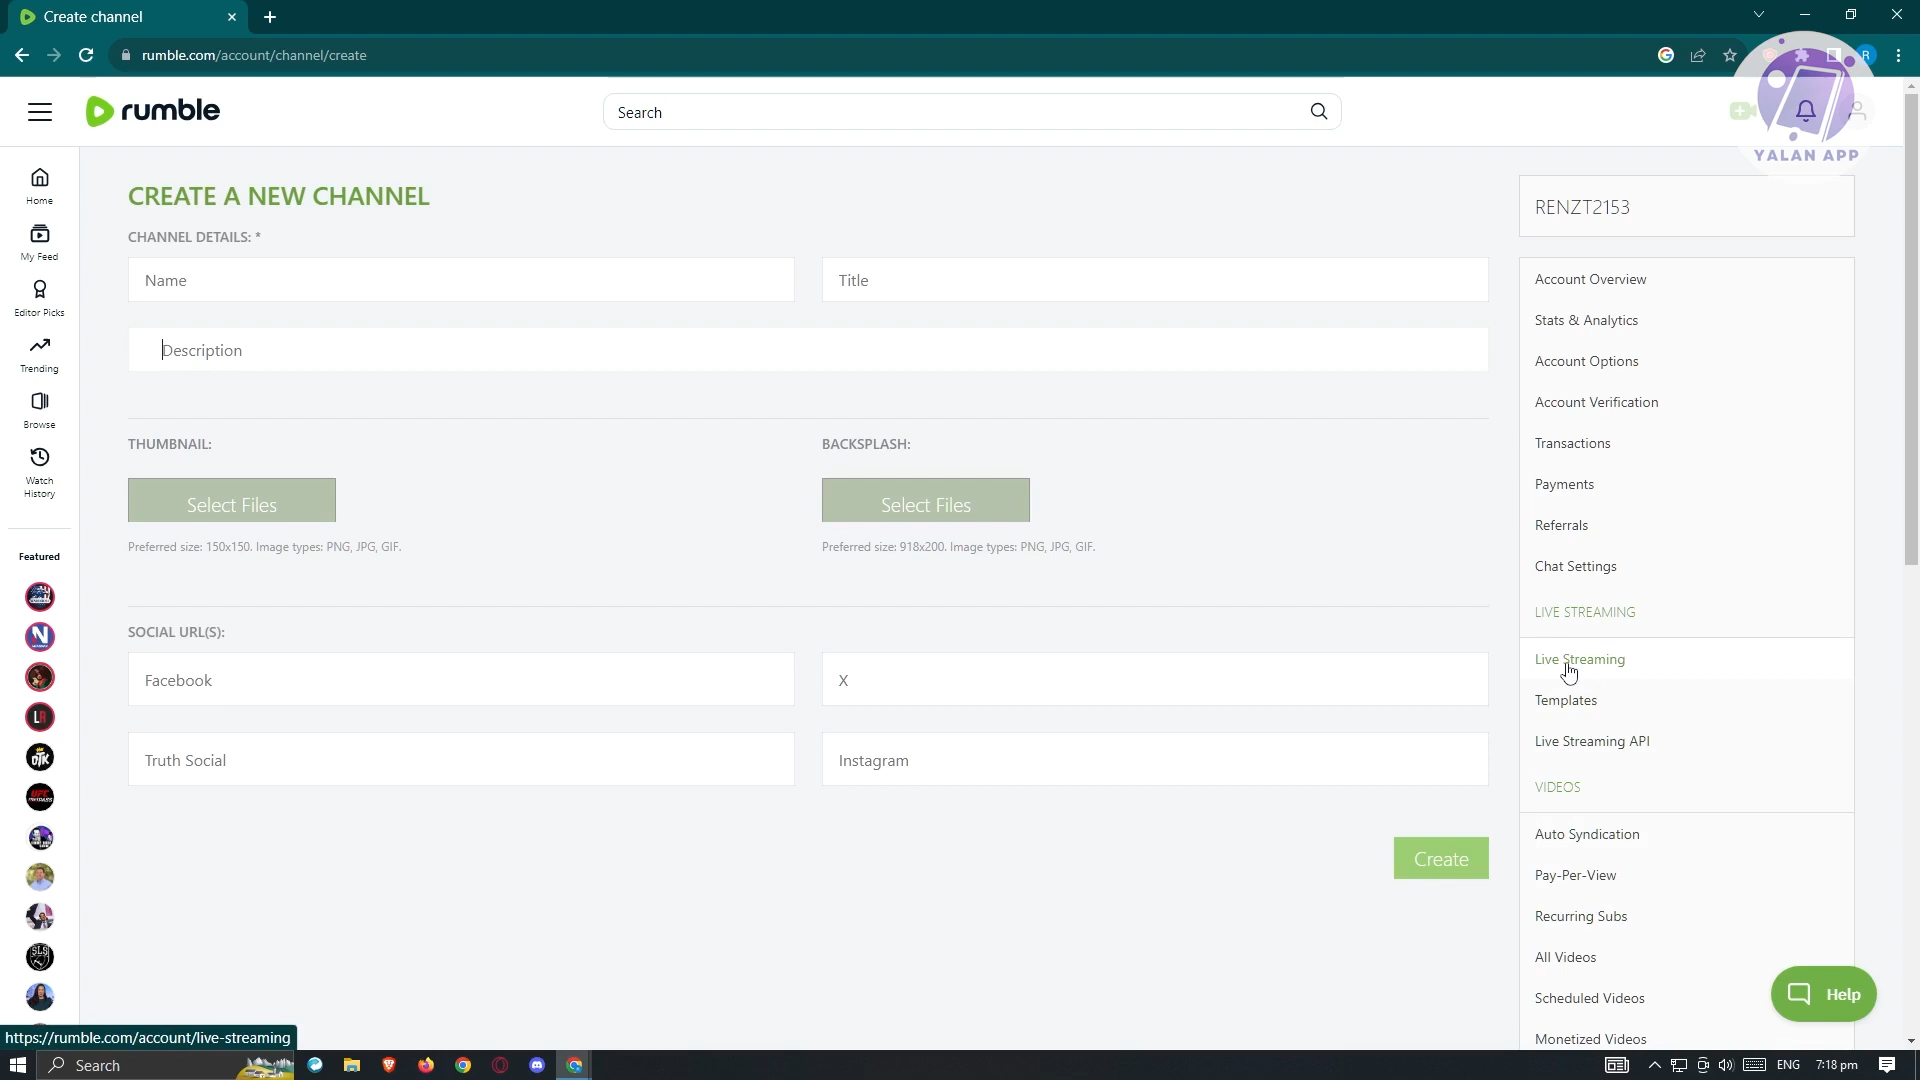 Create channel
rumble.com/account/channel/create
R
rumble
Search
YALAN APP
Home
My Feed
Editor Picks
Trending
Browse
Watch
History
Featured
N
LR
DTK
UFC
SLS
CREATE A NEW CHANNEL
CHANNEL DETAILS: *
Name
Title
Description
THUMBNAIL:
BACKSPLASH:
Select Files
Select Files
Preferred size: 150x150. Image types: PNG, JPG, GIF.
Preferred size: 918x200. Image types: PNG, JPG, GIF.
SOCIAL URL(S):
Facebook
X
Truth Social
Instagram
Create
RENZT2153
Account Overview
Stats & Analytics
Account Options
Account Verification
Transactions
Payments
Referrals
Chat Settings
LIVE STREAMING
Live Streaming
Templates
Live Streaming API
VIDEOS
Auto Syndication
Pay-Per-View
Recurring Subs
All Videos
Scheduled Videos
Monetized Videos
Help
https://rumble.com/account/live-streaming
Search
ENG
7:18 pm